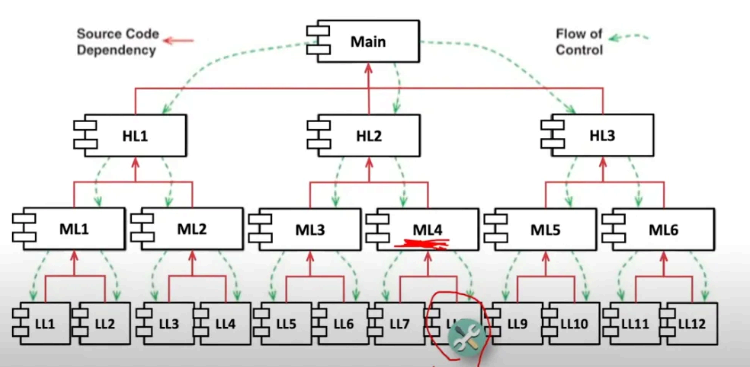 Source Code
Dependency
Main
Flow of
Control
HL1
HL2
HL3
ML1
ML2
ML3
ML4
ML5
ML6
LL1
LL2
LL3
LL4
LL5
LL6
LL7
LL9
LL10
LL11
LL12